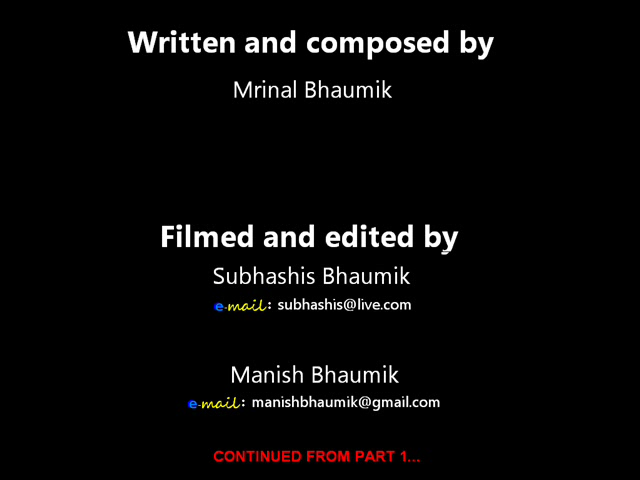 Written and composed by
Mrinal Bhaumik
Filmed and edited by
Subhashis Bhaumik
e-mail: subhashis@live.com
Manish Bhaumik
e-mail: manishbhaumik@gmail.com
CONTINUED FROM PART 1...